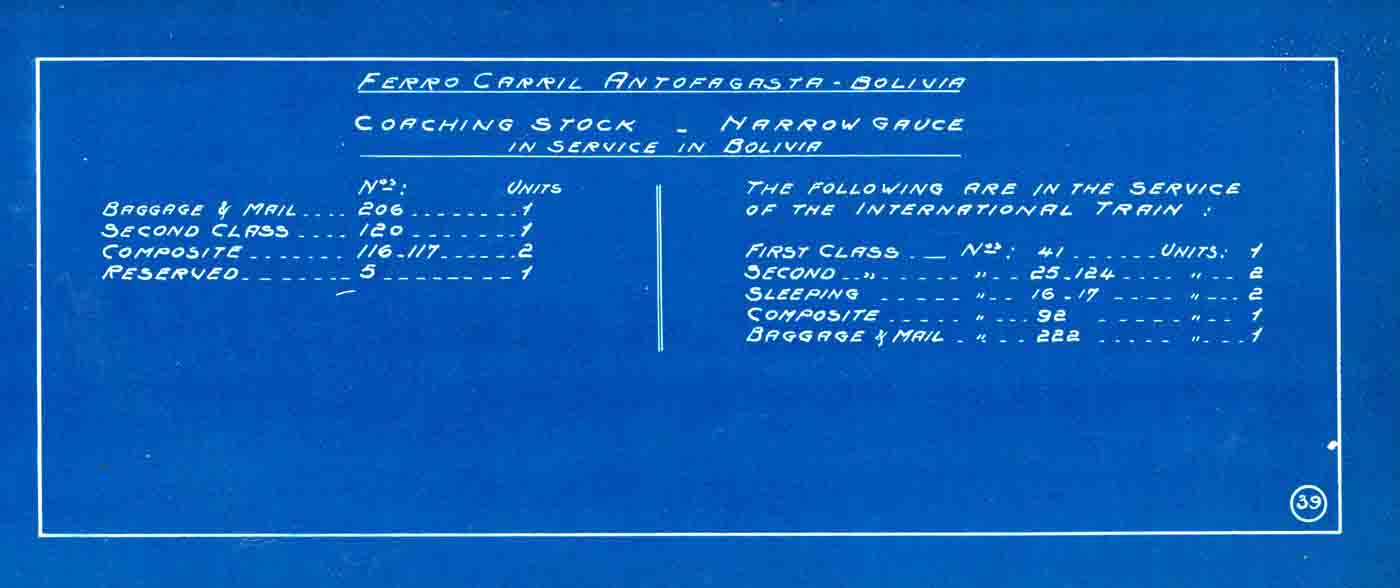 FERRO CARRIL ANTOFAGASTA - BOLIVIA
COACHING STOCK - NARROW GAUGE
IN SERVICE IN BOLIVIA
Nos: UNITS
BAGGAGE & MAIL .... 206 ........ 1
SECOND CLASS .... 120 ........ 1
COMPOSITE ....... 116-117 ...... 2
RESERVED ....... 5 ......... 1
THE FOLLOWING ARE IN THE SERVICE
OF THE INTERNATIONAL TRAIN :
FIRST CLASS .. Nos: 41 ...... UNITS: 1
SECOND .. " ..... " ... 25-124 .... " .. 2
SLEEPING ...... " ... 16-17 .... " ... 2
COMPOSITE ..... " ... 92 ...... " ... 1
BAGGAGE & MAIL . " ... 222 ..... " ... 1
39